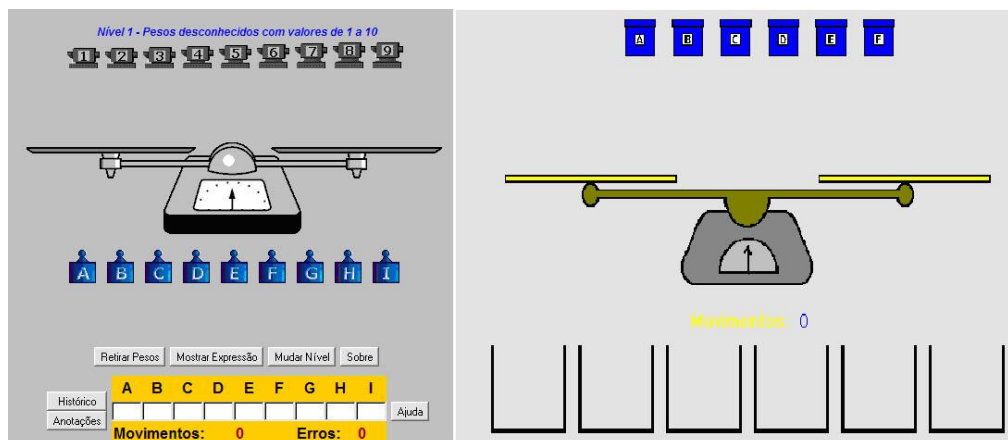 Nível 1 - Pesos desconhecidos com valores de 1 a 10
1 2 3 4 5 6 7 8 9
A B C D E F G H I
Retirar Pesos Mostrar Expressão Mudar Nível Sobre
Histórico
Anotações
A B C D E F G H I
Ajuda
Movimentos: 0 Erros: 0
A B C D E F
Movimentos: 0